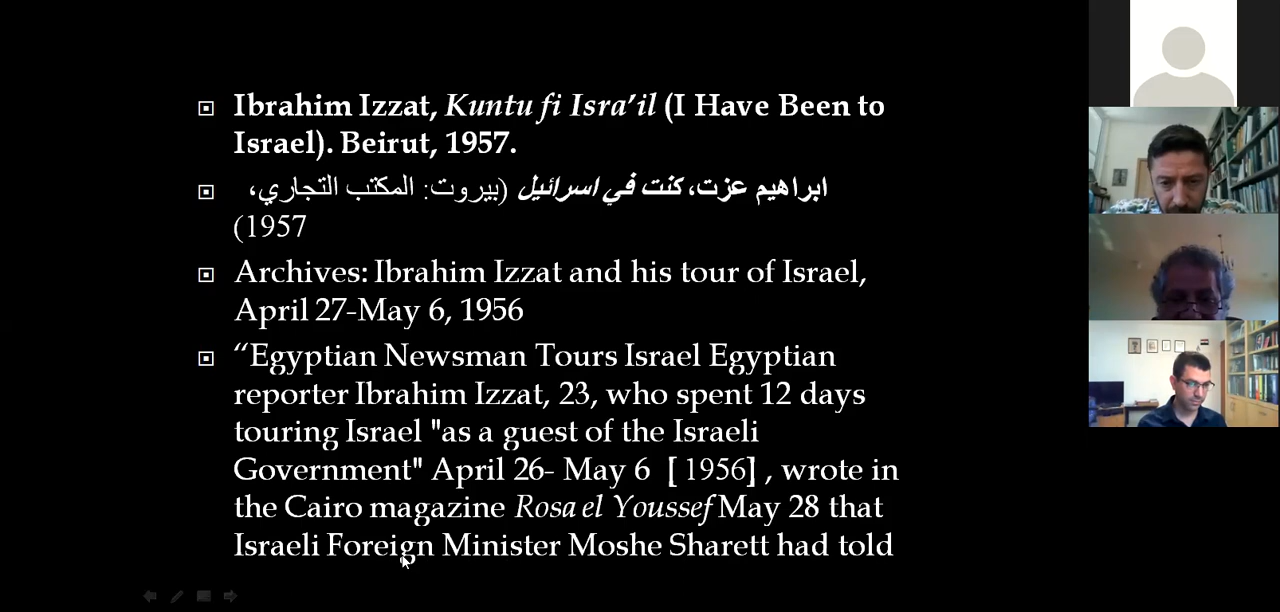 Ibrahim Izzat, Kuntu fi Isra’il (I Have Been to
Israel). Beirut, 1957.
ابراهيم عزت، كنت في اسرائيل (بيروت: المكتب التجاري،
1957)
Archives: Ibrahim Izzat and his tour of Israel,
April 27-May 6, 1956
“Egyptian Newsman Tours Israel Egyptian
reporter Ibrahim Izzat, 23, who spent 12 days
touring Israel "as a guest of the Israeli
Government" April 26- May 6 [ 1956] , wrote in
the Cairo magazine Rosa el Youssef May 28 that
Israeli Foreign Minister Moshe Sharett had told